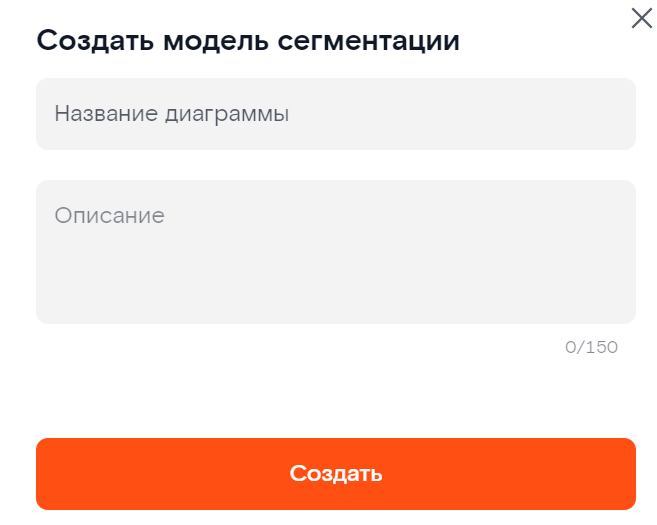 Создать модель сегментации
Название диаграммы
Описание
0/150
Создать